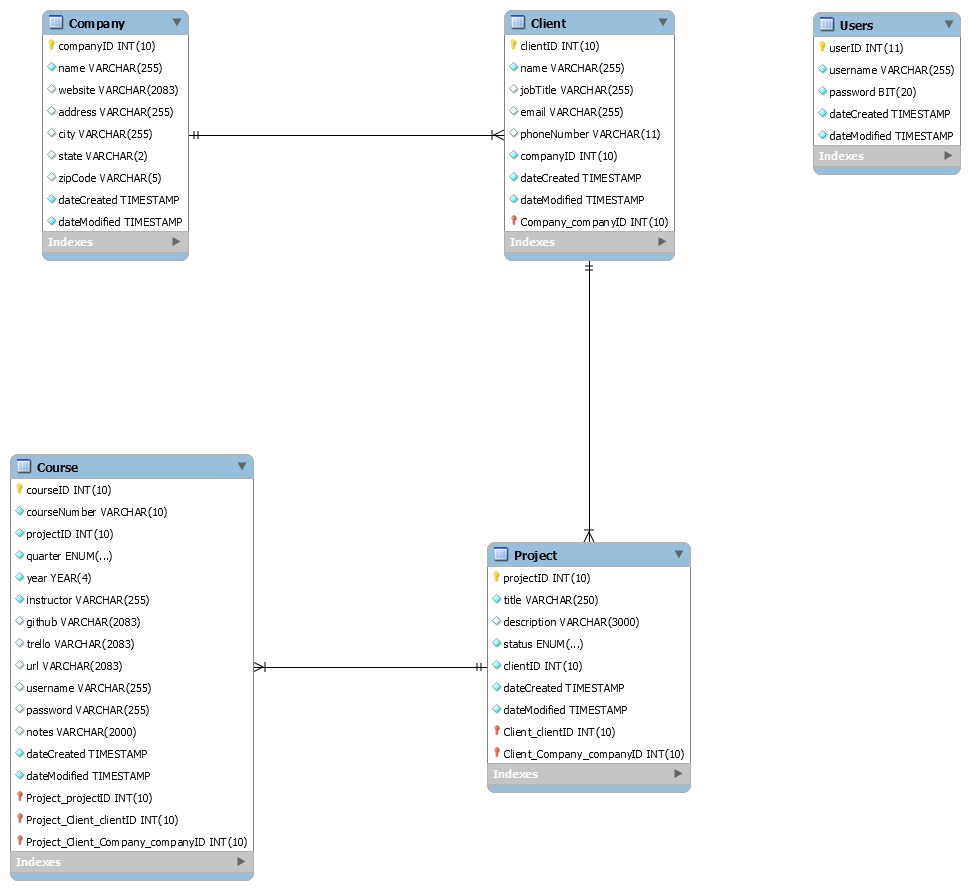 Company
companyID INT(10)
name VARCHAR(255)
website VARCHAR(2083)
address VARCHAR(255)
city VARCHAR(255)
state VARCHAR(2)
zipCode VARCHAR(5)
dateCreated TIMESTAMP
dateModified TIMESTAMP
Indexes
Client
clientID INT(10)
name VARCHAR(255)
jobTitle VARCHAR(255)
email VARCHAR(255)
phoneNumber VARCHAR(11)
companyID INT(10)
dateCreated TIMESTAMP
dateModified TIMESTAMP
Company_companyID INT(10)
Indexes
Users
userID INT(11)
username VARCHAR(255)
password BIT(20)
dateCreated TIMESTAMP
dateModified TIMESTAMP
Indexes
Course
courseID INT(10)
courseNumber VARCHAR(10)
projectID INT(10)
quarter ENUM(...)
year YEAR(4)
instructor VARCHAR(255)
github VARCHAR(2083)
trello VARCHAR(2083)
url VARCHAR(2083)
username VARCHAR(255)
password VARCHAR(255)
notes VARCHAR(2000)
dateCreated TIMESTAMP
dateModified TIMESTAMP
Project_projectID INT(10)
Project_Client_clientID INT(10)
Project_Client_Company_companyID INT(10)
Indexes
Project
projectID INT(10)
title VARCHAR(250)
description VARCHAR(3000)
status ENUM(...)
clientID INT(10)
dateCreated TIMESTAMP
dateModified TIMESTAMP
Client_clientID INT(10)
Client_Company_companyID INT(10)
Indexes